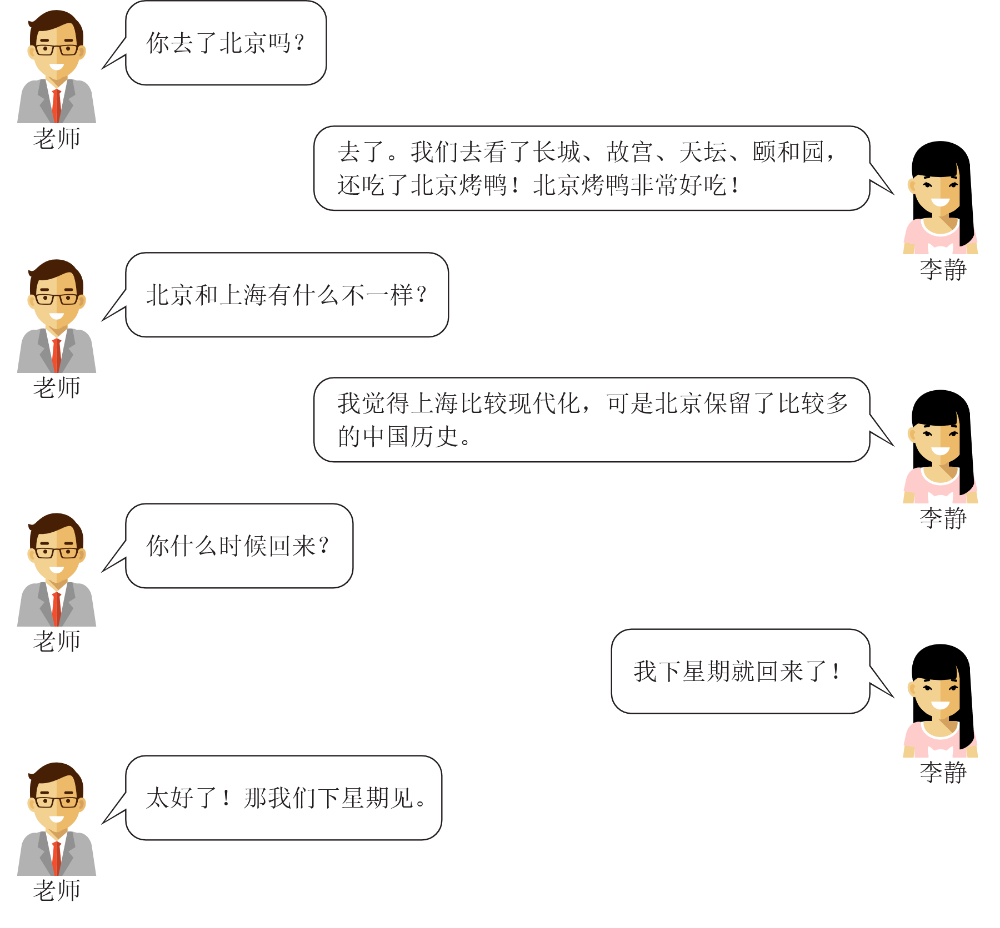 你去了北京吗？
老师
去了。我们去看了长城、故宫、天坛、颐和园，
还吃了北京烤鸭！北京烤鸭非常好吃！
李静
北京和上海有什么不一样？
老师
我觉得上海比较现代化，可是北京保留了比较多
的中国历史。
李静
你什么时候回来？
老师
我下星期就回来了！
李静
太好了！那我们下星期见。
老师